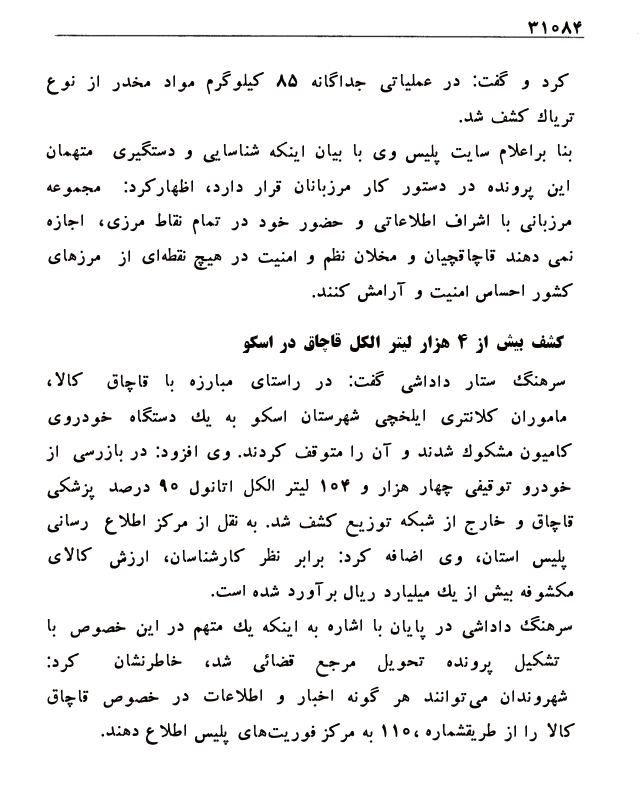 ۳۱۰۸۴
کرد و گفت: در عملیاتی جداگانه ۸۵ کیلوگرم مواد مخدر از نوع
تریاك کشف شد.
بنا براعلام سایت پلیس وی با بیان اینکه شناسایی و دستگیری متهمان
این پرونده در دستور کار مرزبانان قرار دارد، اظهارکرد: مجموعه
مرزبانی با اشراف اطلاعاتی و حضور خود در تمام نقاط مرزی، اجازه
نمی دهند قاچاقچیان و مخلان نظم و امنیت در هیچ نقطه‌ای از مرزهای
کشور احساس امنیت و آرامش کنند.
کشف بیش از ۴ هزار لیتر الکل قاچاق در اسکو
سرهنگ ستار داداشی گفت: در راستای مبارزه با قاچاق کالا،
ماموران کلانتری ایلخچی شهرستان اسکو به یك دستگاه خودروی
کامیون مشکوك شدند و آن را متوقف کردند. وی افزود: در بازرسی از
خودرو توقیفی چهار هزار و ۱۰۴ لیتر الکل اتانول ۹۰ درصد پزشکی
قاچاق و خارج از شبکه توزیع کشف شد. به نقل از مرکز اطلاع رسانی
پلیس استان، وی اضافه کرد: برابر نظر کارشناسان، ارزش کالای
مکشوفه بیش از یك میلیارد ریال برآورد شده است.
سرهنگ داداشی در پایان با اشاره به اینکه یك متهم در این خصوص با
تشکیل پرونده تحویل مرجع قضائی شد، خاطرنشان کرد:
شهروندان می‌توانند هر گونه اخبار و اطلاعات در خصوص قاچاق
کالا را از طریقشماره ،۱۱۰ به مرکز فوریت‌های پلیس اطلاع دهند.